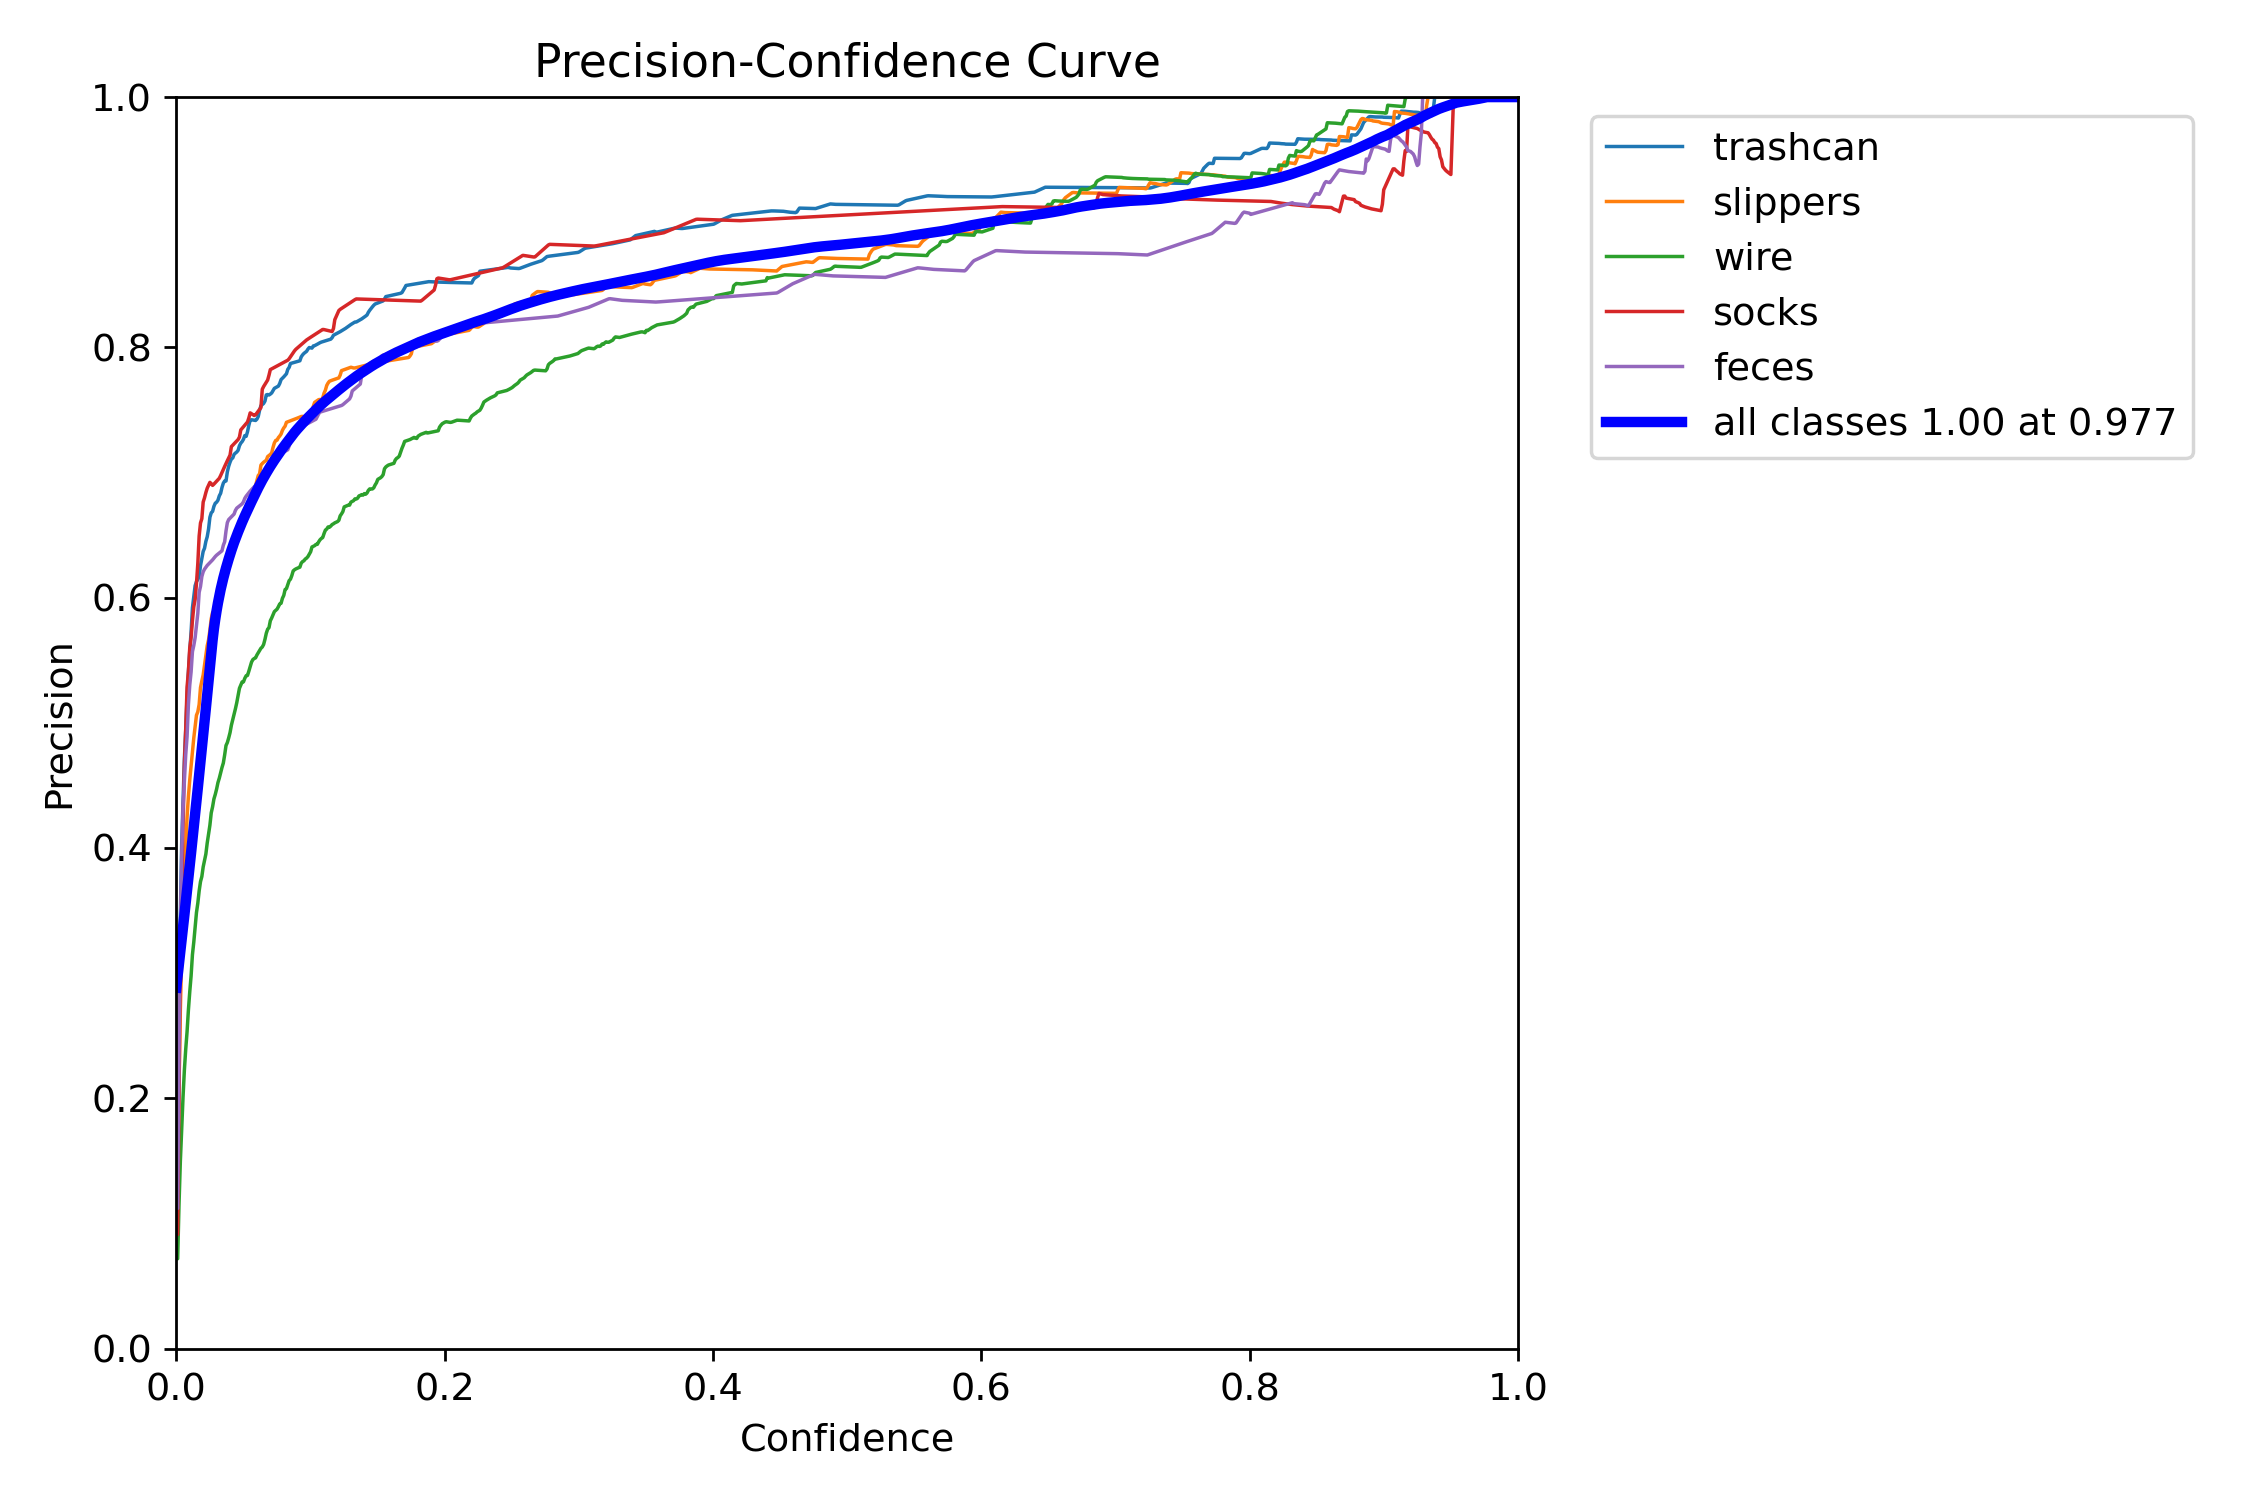 Precision-Confidence Curve
1.0
0.8
0.6
0.4
0.2
0.0
Precision
0.0 0.2 0.4 0.6 0.8 1.0
Confidence
trashcan
slippers
wire
socks
feces
all classes 1.00 at 0.977